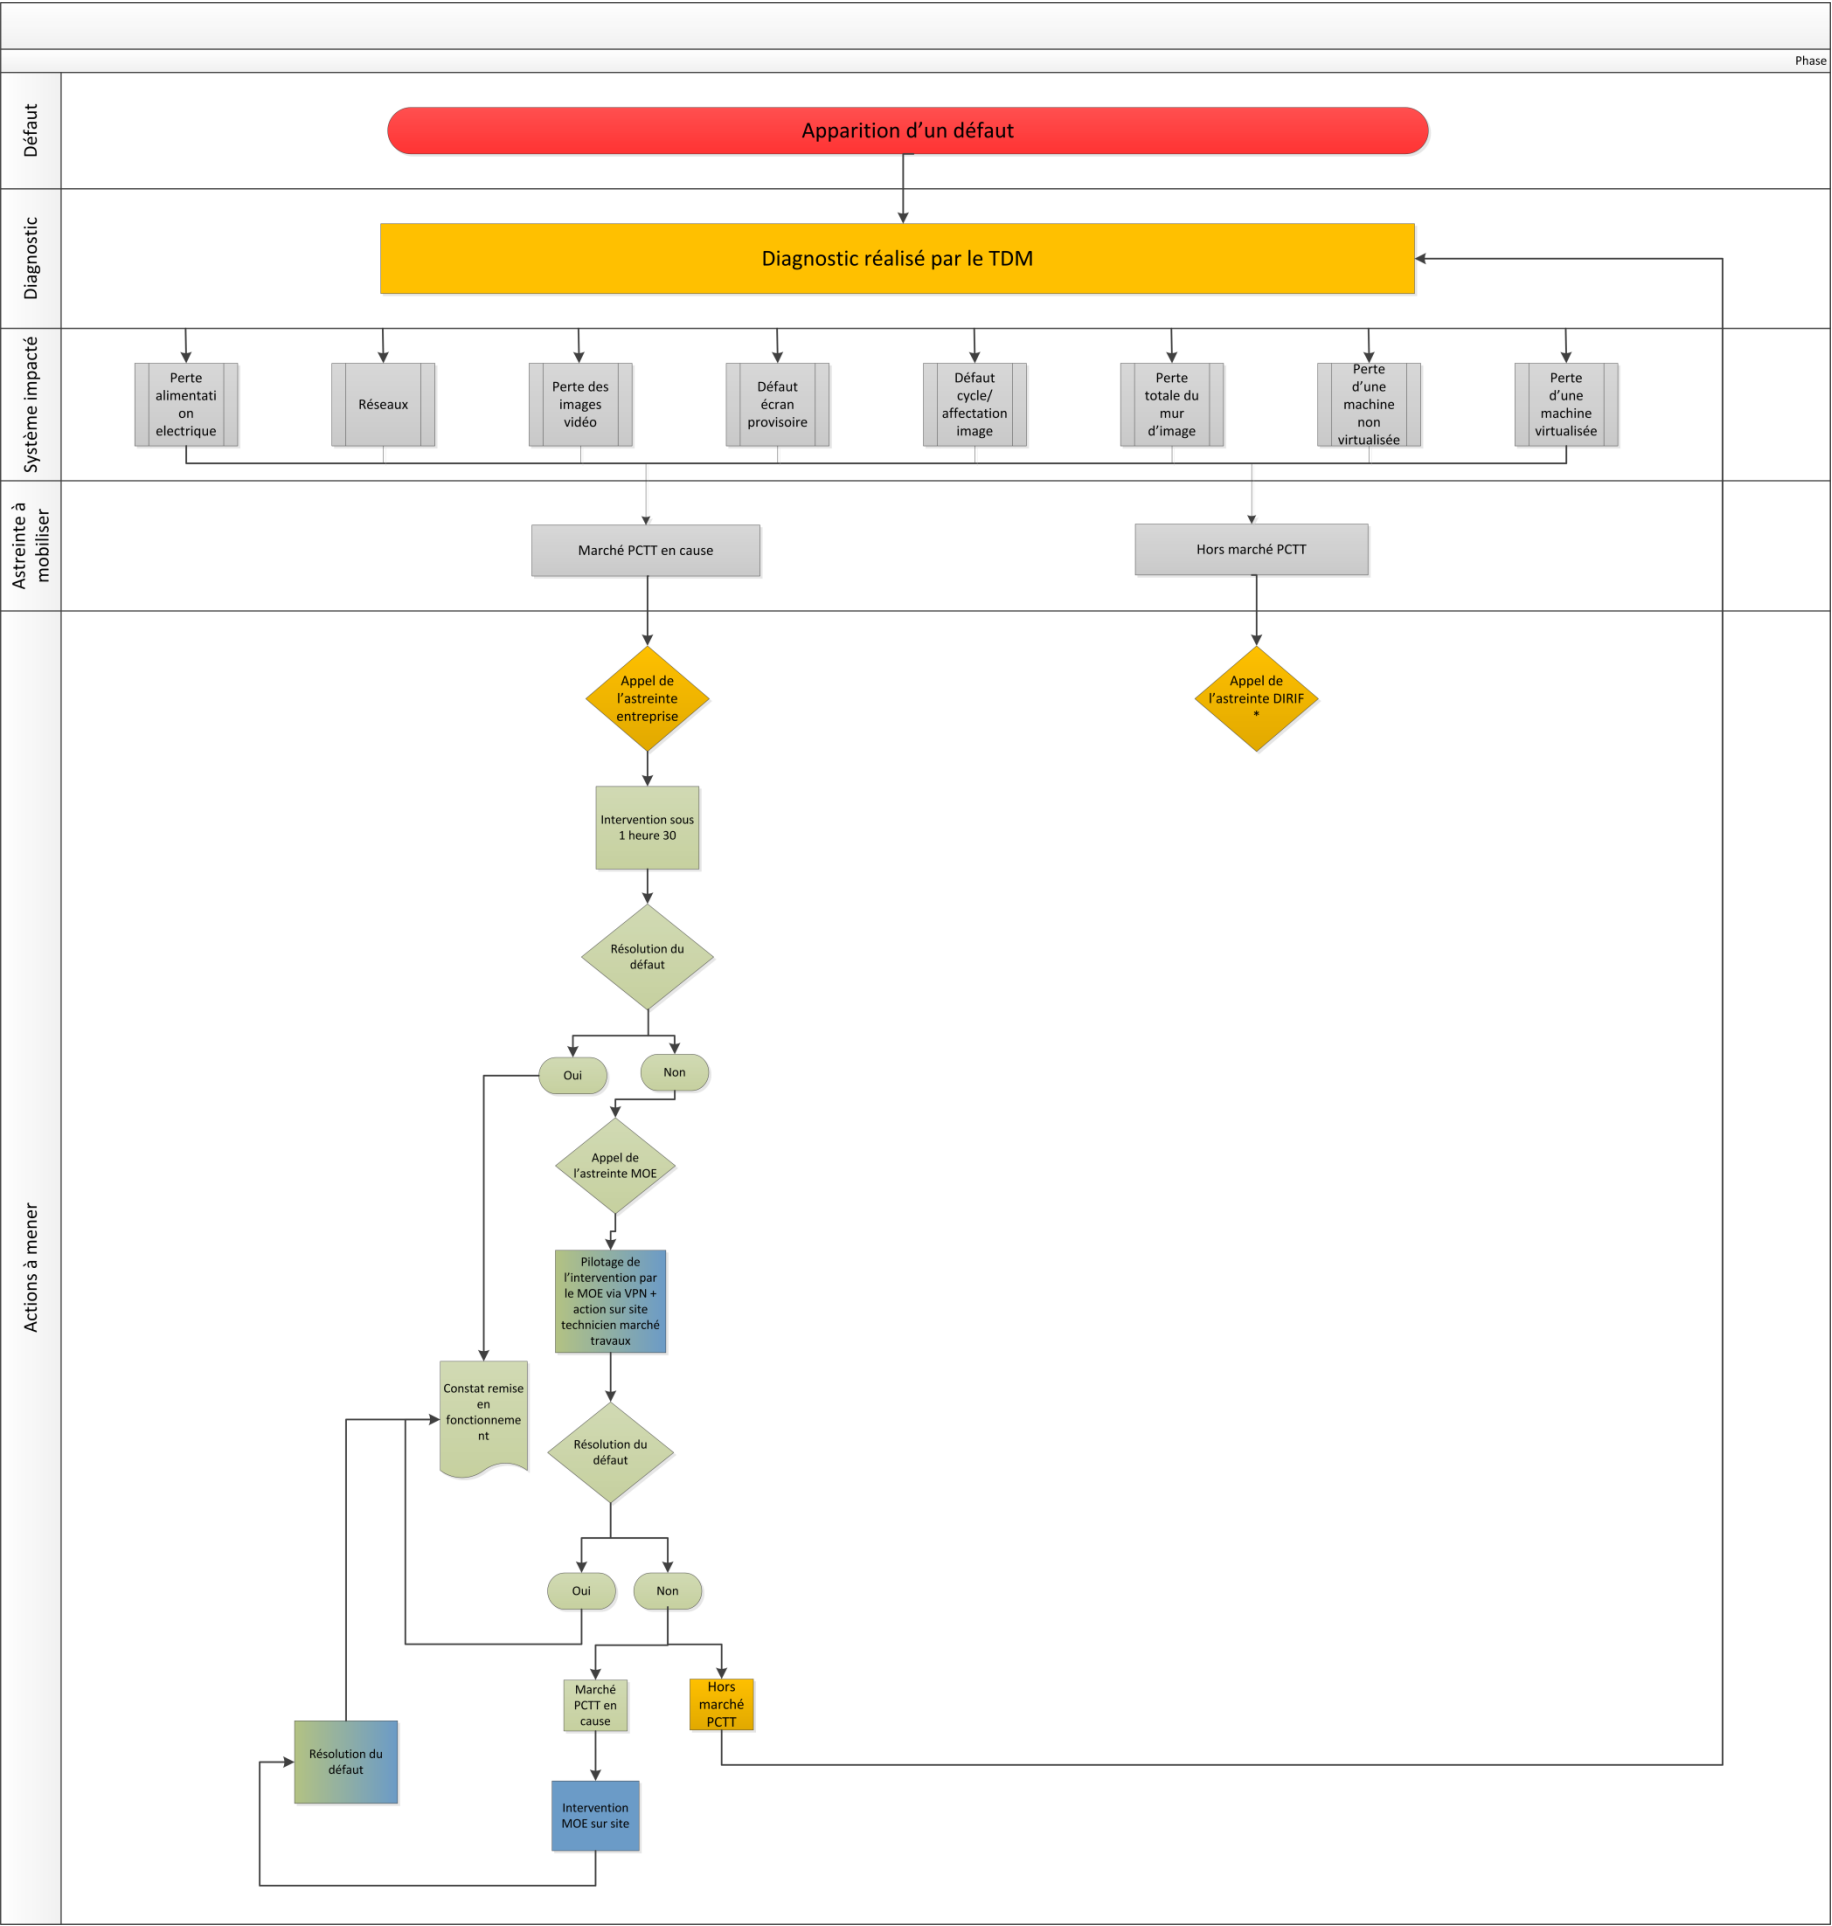 Phase
Défaut
Apparition d’un défaut
Diagnostic
Diagnostic réalisé par le TDM
Système impacté
Perte
alimentati
on
electrique
Réseaux
Perte des
images
vidéo
Défaut
écran
provisoire
Défaut
cycle/
affectation
image
Perte
totale du
mur
d’image
Perte
d’une
machine
non
virtualisée
Perte
d’une
machine
virtualisée
Astreinte à
mobiliser
Marché PCTT en cause
Hors marché PCTT
Actions à mener
Appel de
l’astreinte
entreprise
Appel de
l’astreinte DIRIF
*
Intervention sous
1 heure 30
Résolution du
défaut
Oui
Non
Appel de
l’astreinte MOE
Pilotage de
l’intervention par
le MOE via VPN +
action sur site
technicien marché
travaux
Constat remise
en
fonctionneme
nt
Résolution du
défaut
Oui
Non
Marché
PCTT en
cause
Hors
marché
PCTT
Résolution du
défaut
Intervention
MOE sur site